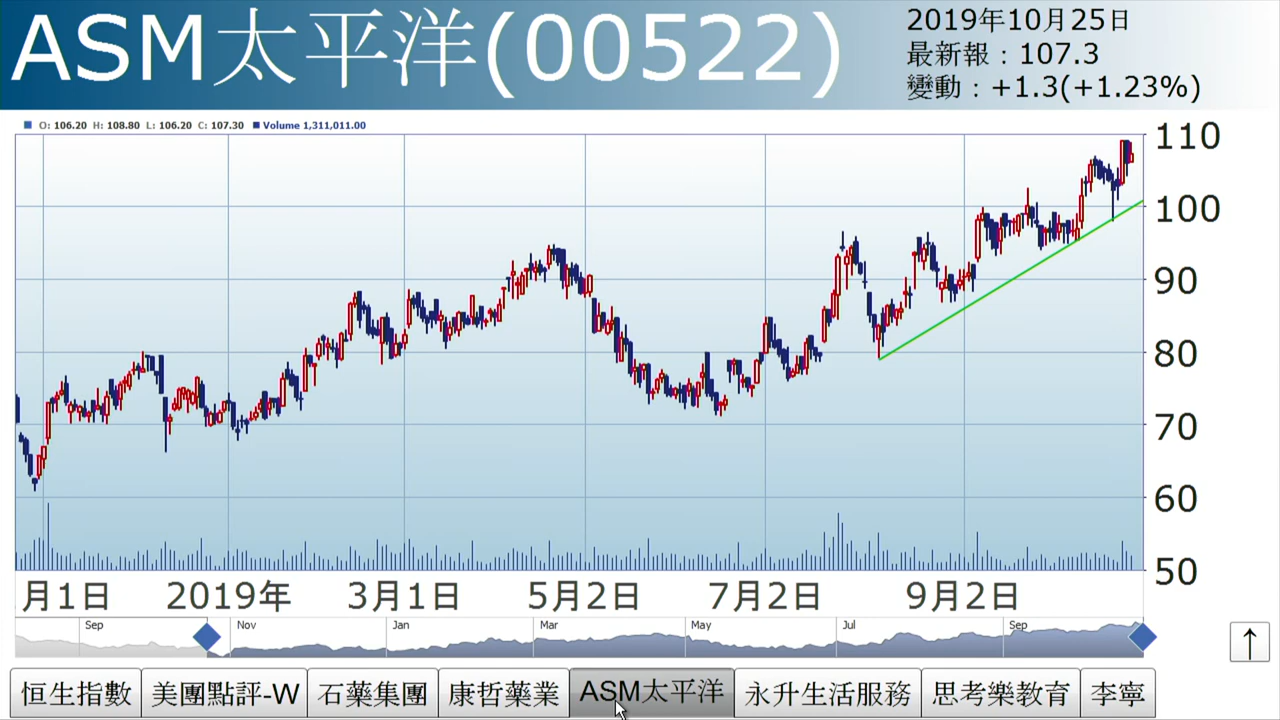 ASM太平洋(00522)
2019年10月25日
最新報：107.3
變動：+1.3(+1.23%)
O: 106.20 H: 108.80 L: 106.20 C: 107.30 Volume 1,311,011.00
110
100
90
80
70
60
50
月1日 2019年 3月1日 5月2日 7月2日 9月2日
Sep Nov Jan Mar May Jul Sep
↑
恒生指數 美團點評-W 石藥集團 康哲藥業 ASM太平洋 永升生活服務 思考樂教育 李寧